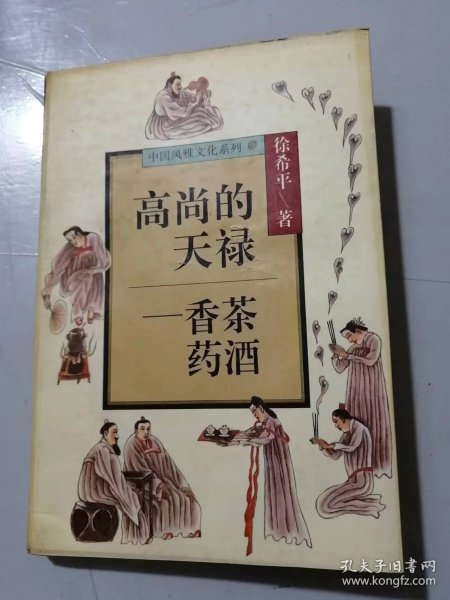 中国风雅文化系列
徐希平\著
高尚的
天禄
—香茶
药酒
孔夫子旧书网
www.kongfz.com